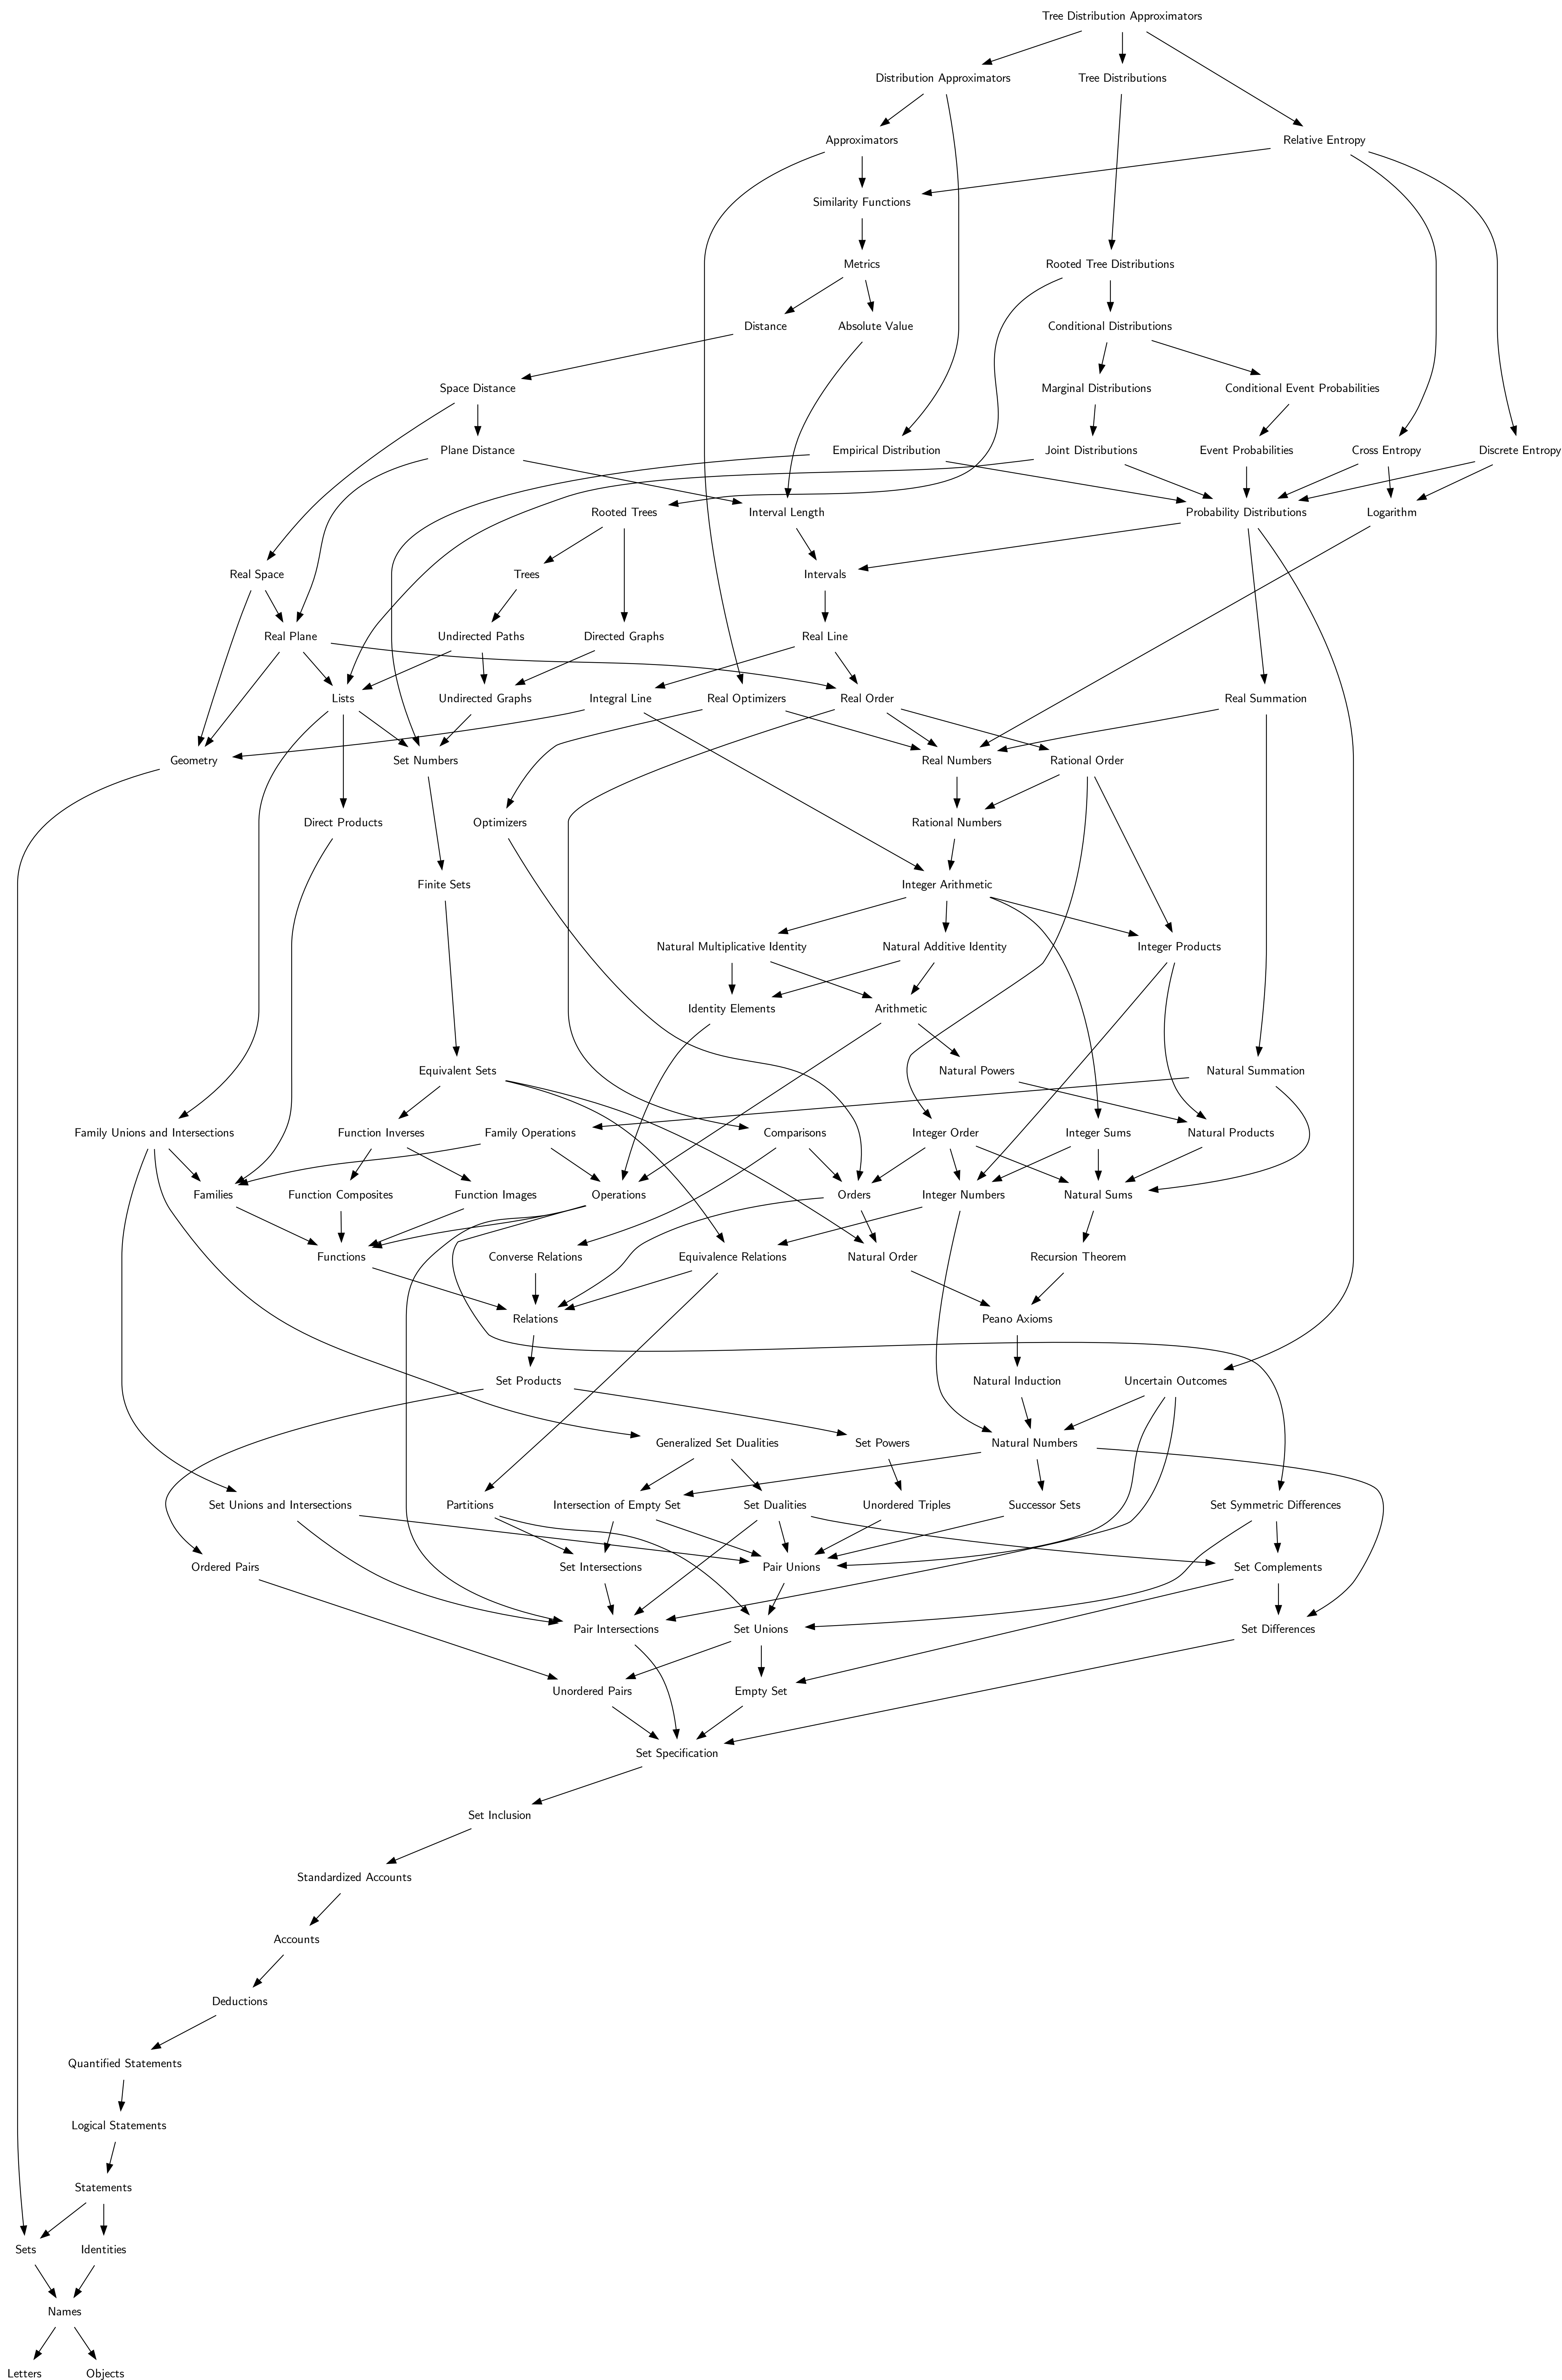 Tree Distribution Approximators
Distribution Approximators
Tree Distributions
Approximators
Relative Entropy
Similarity Functions
Metrics
Rooted Tree Distributions
Distance
Absolute Value
Conditional Distributions
Space Distance
Marginal Distributions
Conditional Event Probabilities
Plane Distance
Empirical Distribution
Joint Distributions
Event Probabilities
Cross Entropy
Discrete Entropy
Rooted Trees
Interval Length
Probability Distributions
Logarithm
Real Space
Trees
Intervals
Real Plane
Undirected Paths
Directed Graphs
Real Line
Lists
Undirected Graphs
Integral Line
Real Optimizers
Real Order
Real Summation
Geometry
Set Numbers
Real Numbers
Rational Order
Direct Products
Optimizers
Rational Numbers
Finite Sets
Integer Arithmetic
Natural Multiplicative Identity
Natural Additive Identity
Integer Products
Identity Elements
Arithmetic
Equivalent Sets
Natural Powers
Natural Summation
Family Unions and Intersections
Function Inverses
Family Operations
Comparisons
Integer Order
Integer Sums
Natural Products
Families
Function Composites
Function Images
Operations
Orders
Integer Numbers
Natural Sums
Functions
Converse Relations
Equivalence Relations
Natural Order
Recursion Theorem
Relations
Peano Axioms
Set Products
Natural Induction
Uncertain Outcomes
Generalized Set Dualities
Set Powers
Natural Numbers
Set Unions and Intersections
Partitions
Intersection of Empty Set
Set Dualities
Unordered Triples
Successor Sets
Set Symmetric Differences
Ordered Pairs
Set Intersections
Pair Unions
Set Complements
Pair Intersections
Set Unions
Set Differences
Unordered Pairs
Empty Set
Set Specification
Set Inclusion
Standardized Accounts
Accounts
Deductions
Quantified Statements
Logical Statements
Statements
Sets
Identities
Names
Letters
Objects